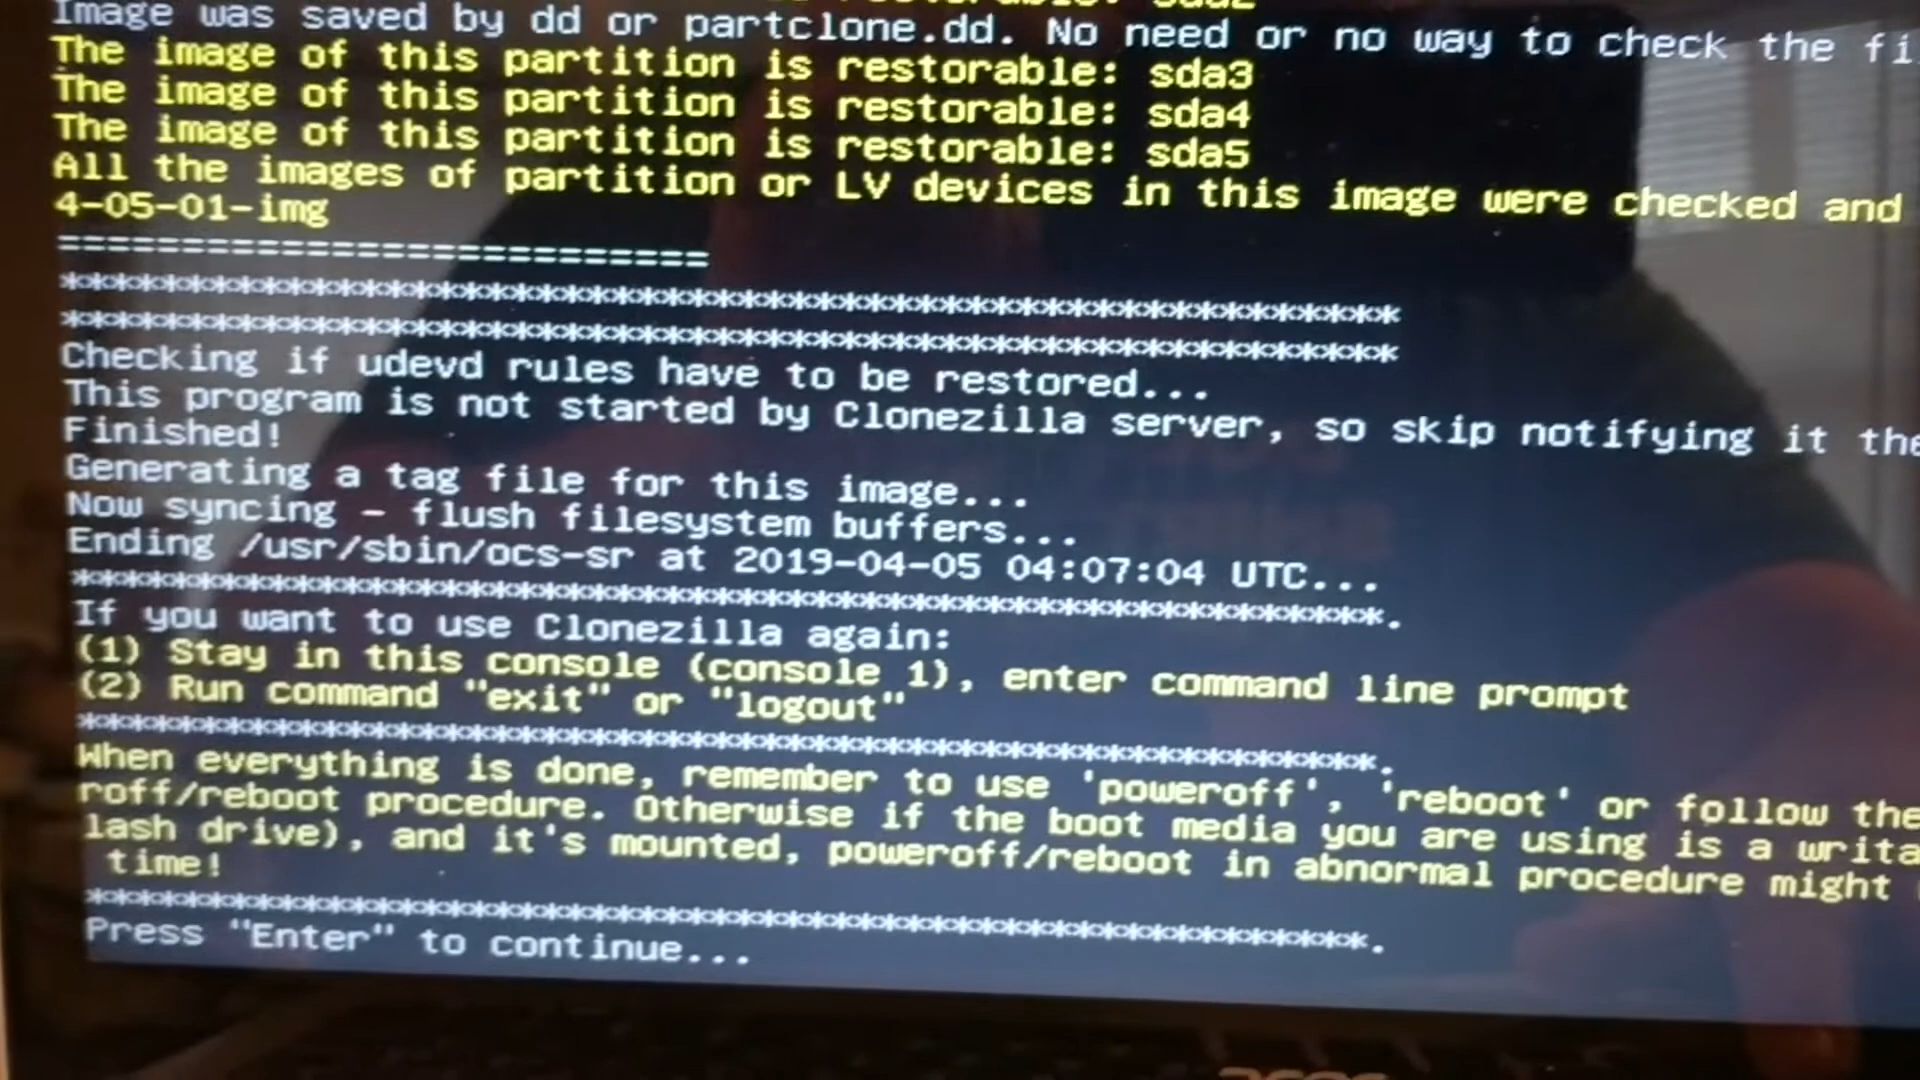 Image was saved by dd or partclone.dd. No need or no way to check the fi
The image of this partition is restorable: sda3
The image of this partition is restorable: sda4
The image of this partition is restorable: sda5
All the images of partition or LV devices in this image were checked and
4-05-01-img
==========================
*****************************************************
*****************************************************
Checking if udevd rules have to be restored...
This program is not started by Clonezilla server, so skip notifying it the
Finished!
Generating a tag file for this image...
Now syncing - flush filesystem buffers...
Ending /usr/sbin/ocs-sr at 2019-04-05 04:07:04 UTC...
*****************************************************.
If you want to use Clonezilla again:
(1) Stay in this console (console 1), enter command line prompt
(2) Run command "exit" or "logout"
*****************************************************.
When everything is done, remember to use 'poweroff', 'reboot' or follow the
roff/reboot procedure. Otherwise if the boot media you are using is a writa
lash drive), and it's mounted, poweroff/reboot in abnormal procedure might
time!
*****************************************************.
Press "Enter" to continue...